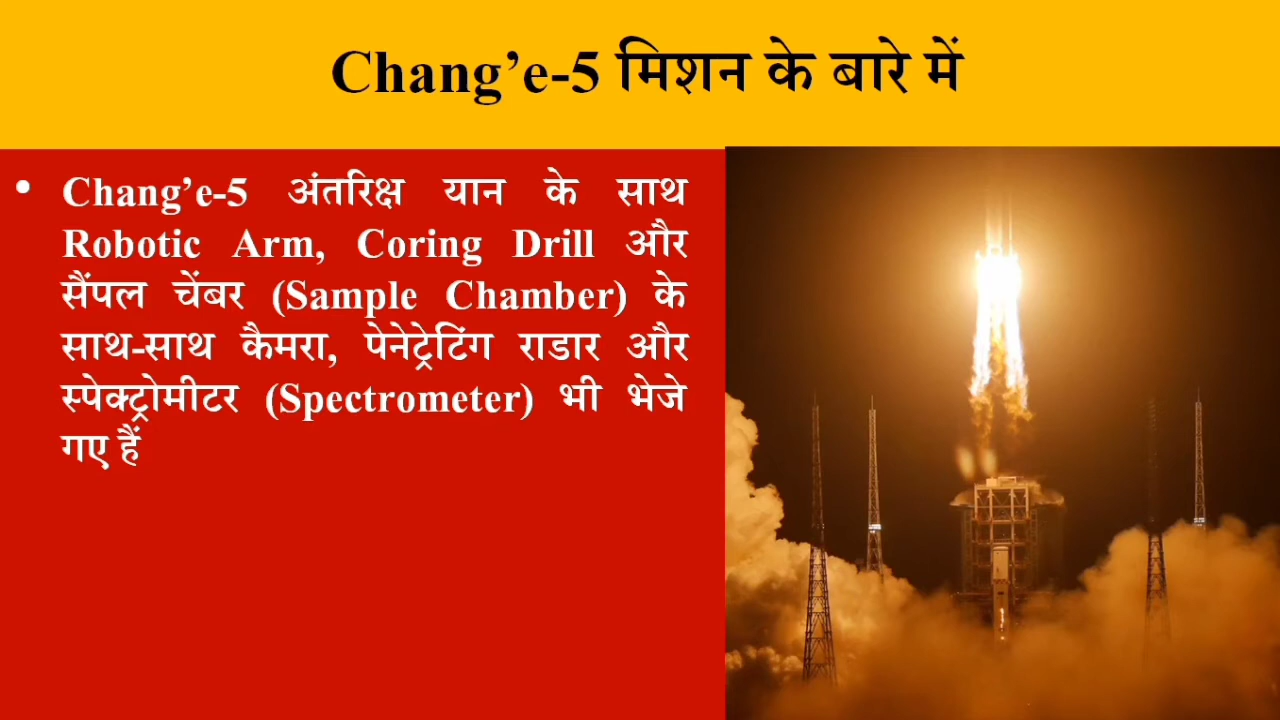 Chang’e-5 मिशन के बारे में
• Chang’e-5 अंतरिक्ष यान के साथ
Robotic Arm, Coring Drill और
सैंपल चेंबर (Sample Chamber) के
साथ-साथ कैमरा, पेनेट्रेटिंग राडार और
स्पेक्ट्रोमीटर (Spectrometer) भी भेजे
गए हैं